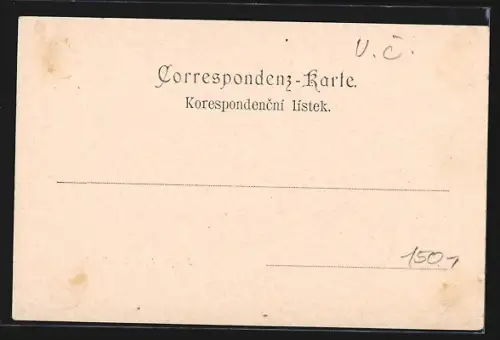 V. Č.
Correspondenz-Karte.
Korespondenční lístek.
150,-